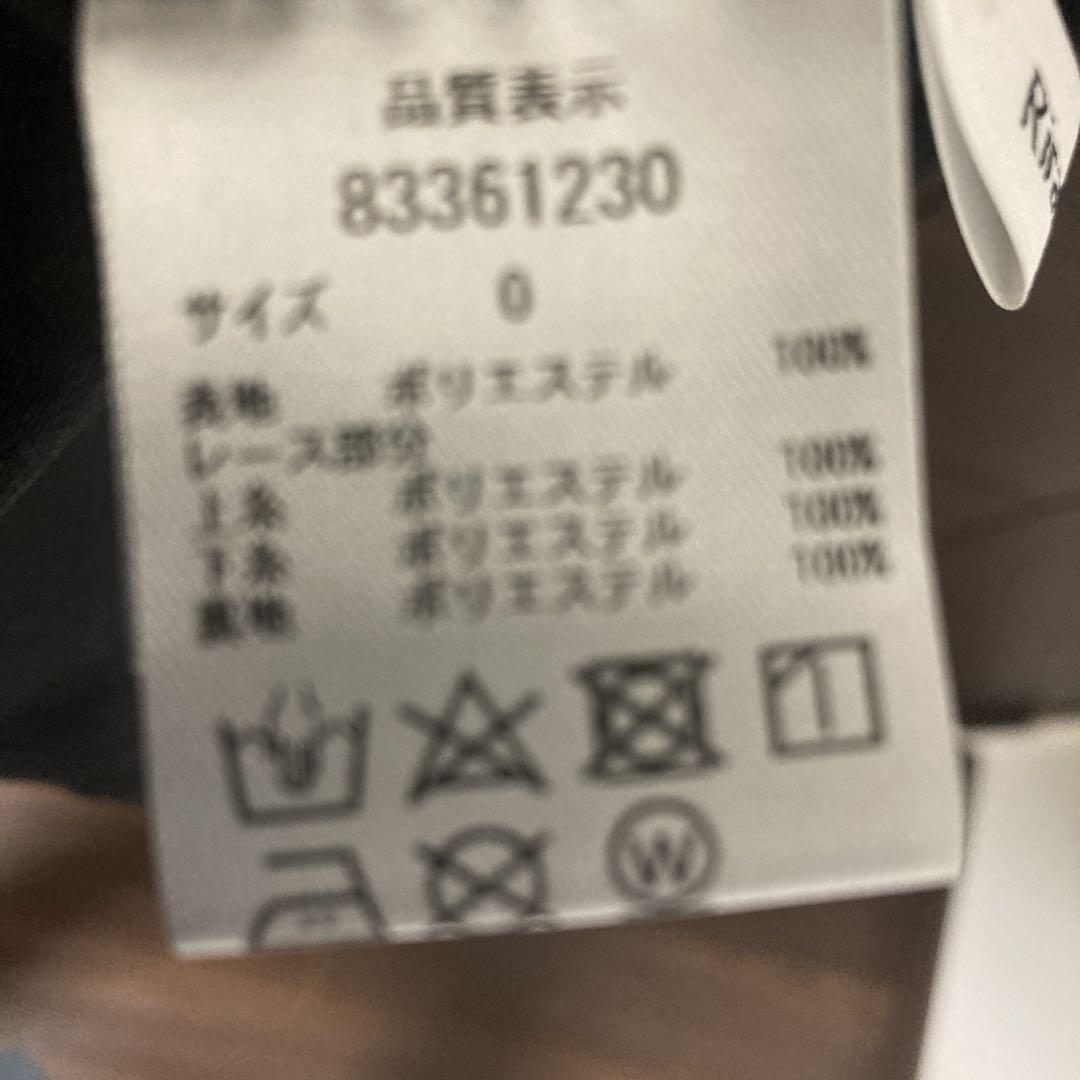 品質表示
83361230
サイズ 0
表地 ポリエステル 100%
レース部分
上糸 ポリエステル 100%
下糸 ポリエステル 100%
裏地 ポリエステル 100%
W